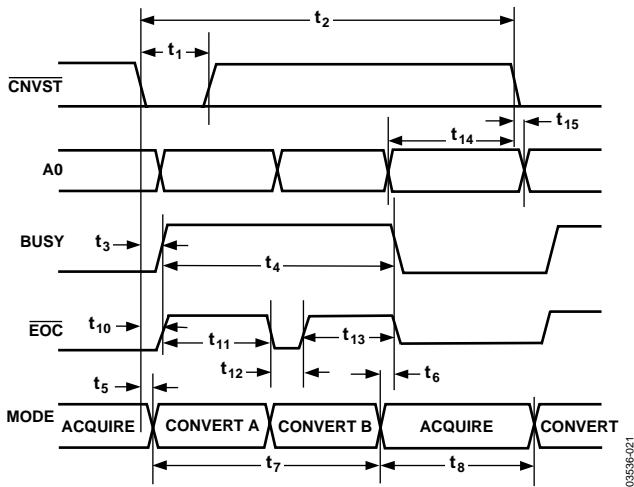 t2
t1
CNVST
t14
t15
A0
BUSY
t3
t4
EOC
t10
t11
t13
t12
t5
t6
MODE
ACQUIRE
CONVERT A
CONVERT B
ACQUIRE
CONVERT
t7
t8
03536-021